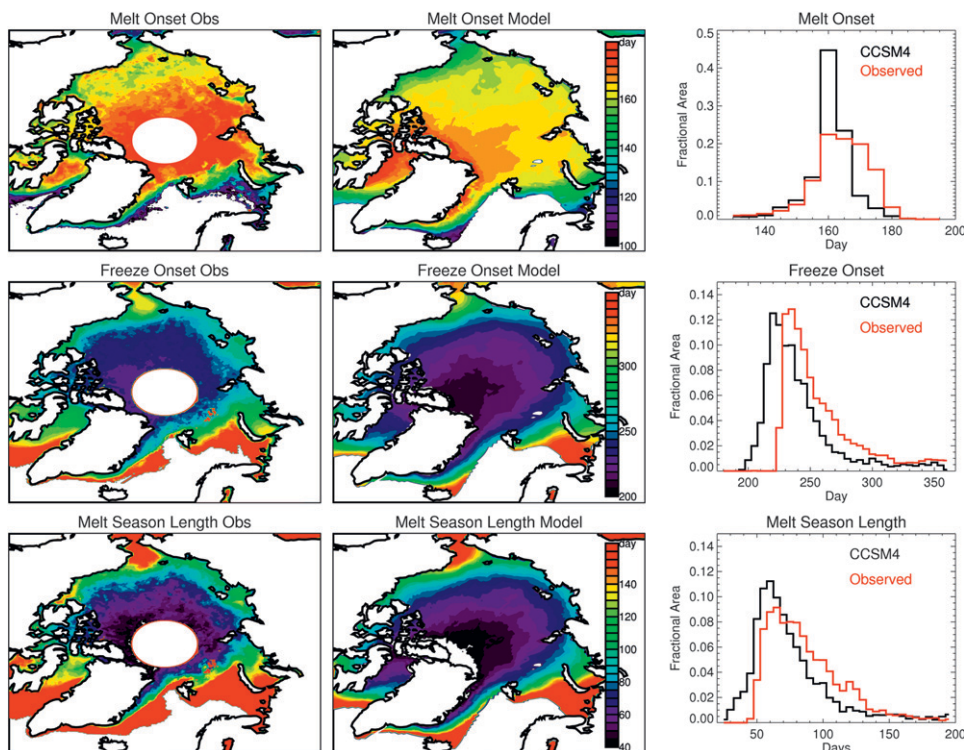 Melt Onset Obs
Melt Onset Model
Melt Onset
day
160
140
120
100
0.5
0.4
0.3
0.2
0.1
0.0
Fractional Area
CCSM4
Observed
140 160 180 200
Day
Freeze Onset Obs
Freeze Onset Model
Freeze Onset
day
300
250
200
0.14
0.12
0.10
0.08
0.06
0.04
0.02
0.00
Fractional Area
CCSM4
Observed
200 250 300 350
Day
Melt Season Length Obs
Melt Season Length Model
Melt Season Length
day
140
120
100
80
60
40
0.14
0.12
0.10
0.08
0.06
0.04
0.02
0.00
Fractional Area
CCSM4
Observed
50 100 150 200
Days